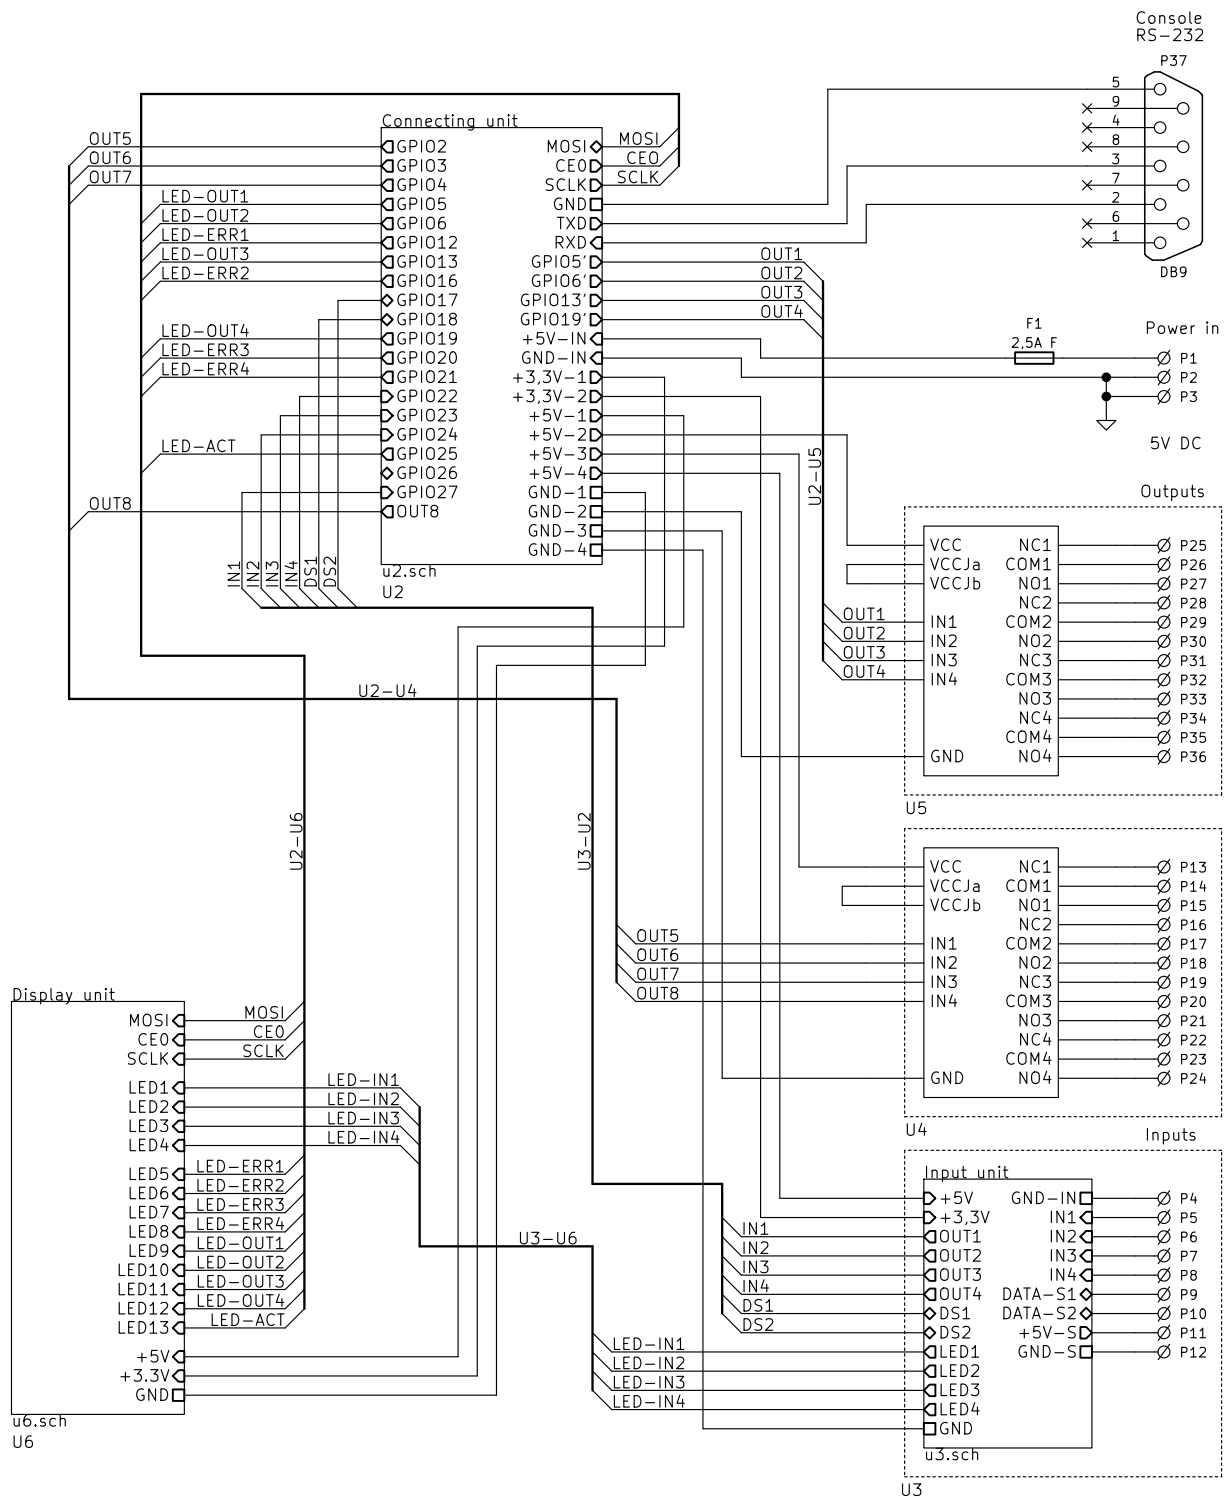 Console
RS-232
P37
5
9
4
8
3
7
2
6
1
DB9
Connecting unit
OUT5
OUT6
OUT7
LED-OUT1
LED-OUT2
LED-ERR1
LED-OUT3
LED-ERR2
LED-OUT4
LED-ERR3
LED-ERR4
LED-ACT
OUT8
GPIO2
GPIO3
GPIO4
GPIO5
GPIO6
GPIO12
GPIO13
GPIO16
GPIO17
GPIO18
GPIO19
GPIO20
GPIO21
GPIO22
GPIO23
GPIO24
GPIO25
GPIO26
GPIO27
OUT8
MOSI
CE0
SCLK
GND
TXD
RXD
GPIO5'
GPIO6'
GPIO13'
GPIO19'
+5V-IN
GND-IN
+3,3V-1
+3,3V-2
+5V-1
+5V-2
+5V-3
+5V-4
GND-1
GND-2
GND-3
GND-4
MOSI
CE0
SCLK
OUT1
OUT2
OUT3
OUT4
u2.sch
U2
IN1
IN2
IN3
IN4
DS1
DS2
F1
2,5A F
Power in
P1
P2
P3
5V DC
U2-U5
Outputs
VCC
VCCJa
VCCJb
IN1
IN2
IN3
IN4
GND
NC1
COM1
NO1
NC2
COM2
NO2
NC3
COM3
NO3
NC4
COM4
NO4
P25
P26
P27
P28
P29
P30
P31
P32
P33
P34
P35
P36
OUT1
OUT2
OUT3
OUT4
U5
U2-U4
U2-U6
U3-U2
VCC
VCCJa
VCCJb
IN1
IN2
IN3
IN4
GND
NC1
COM1
NO1
NC2
COM2
NO2
NC3
COM3
NO3
NC4
COM4
NO4
P13
P14
P15
P16
P17
P18
P19
P20
P21
P22
P23
P24
OUT5
OUT6
OUT7
OUT8
U4
Display unit
MOSI
CE0
SCLK
LED1
LED2
LED3
LED4
LED5
LED6
LED7
LED8
LED9
LED10
LED11
LED12
LED13
+5V
+3.3V
GND
MOSI
CE0
SCLK
LED-IN1
LED-IN2
LED-IN3
LED-IN4
LED-ERR1
LED-ERR2
LED-ERR3
LED-ERR4
LED-OUT1
LED-OUT2
LED-OUT3
LED-OUT4
LED-ACT
u6.sch
U6
U3-U6
Inputs
Input unit
IN1
IN2
IN3
IN4
DS1
DS2
LED-IN1
LED-IN2
LED-IN3
LED-IN4
+5V
+3,3V
OUT1
OUT2
OUT3
OUT4
DS1
DS2
LED1
LED2
LED3
LED4
GND
GND-IN
IN1
IN2
IN3
IN4
DATA-S1
DATA-S2
+5V-S
GND-S
P4
P5
P6
P7
P8
P9
P10
P11
P12
u3.sch
U3